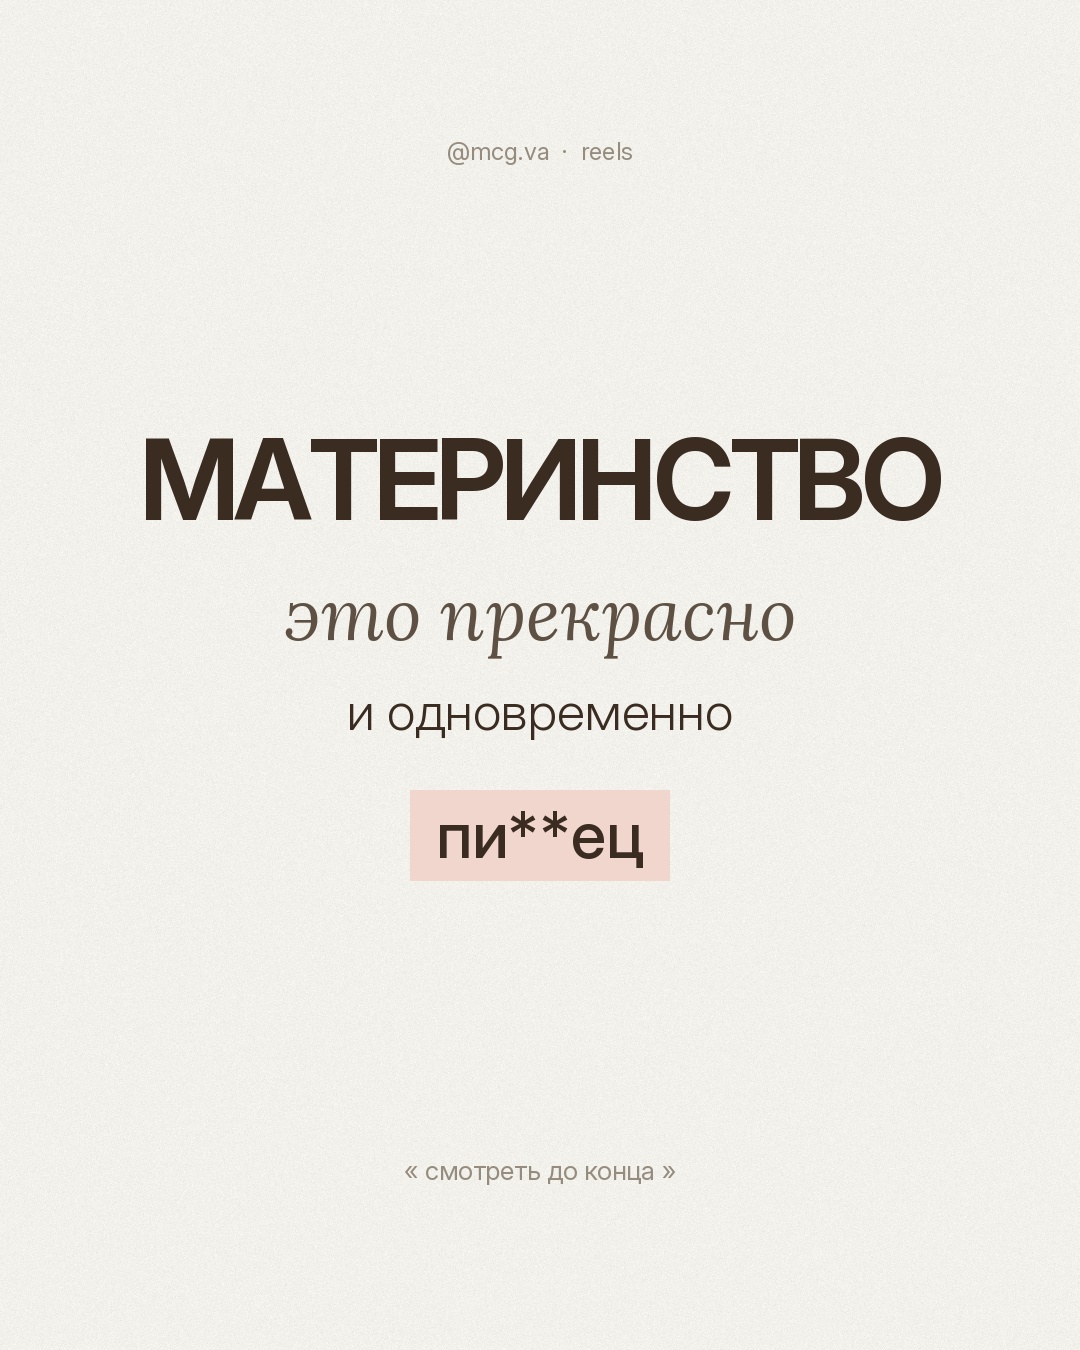 @mcg.va · reels
МАТЕРИНСТВО
это прекрасно
и одновременно
пи**ец
« смотреть до конца »